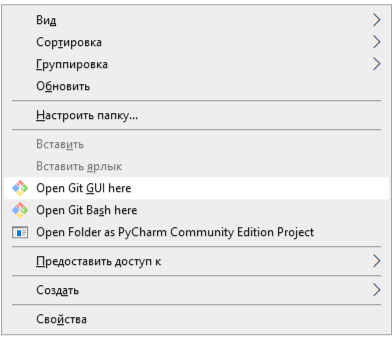 Вид
Сортировка
Группировка
Обновить
Настроить папку...
Вставить
Вставить ярлык
Open Git GUI here
Open Git Bash here
Open Folder as PyCharm Community Edition Project
Предоставить доступ к
Создать
Свойства